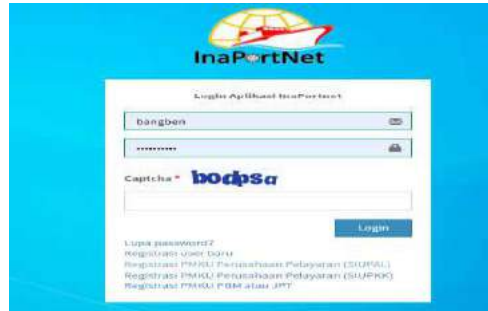 InaPortNet
Login Aplikasi InaPortnet
bangben
Captcha * bodpsa
Login
Lupa password?
Registrasi user baru
Registrasi PMKU Perusahaan Pelayaran (SIUPAL)
Registrasi PMKU Perusahaan Pelayaran (SIUPKK)
Registrasi PMKU PBM atau JPT